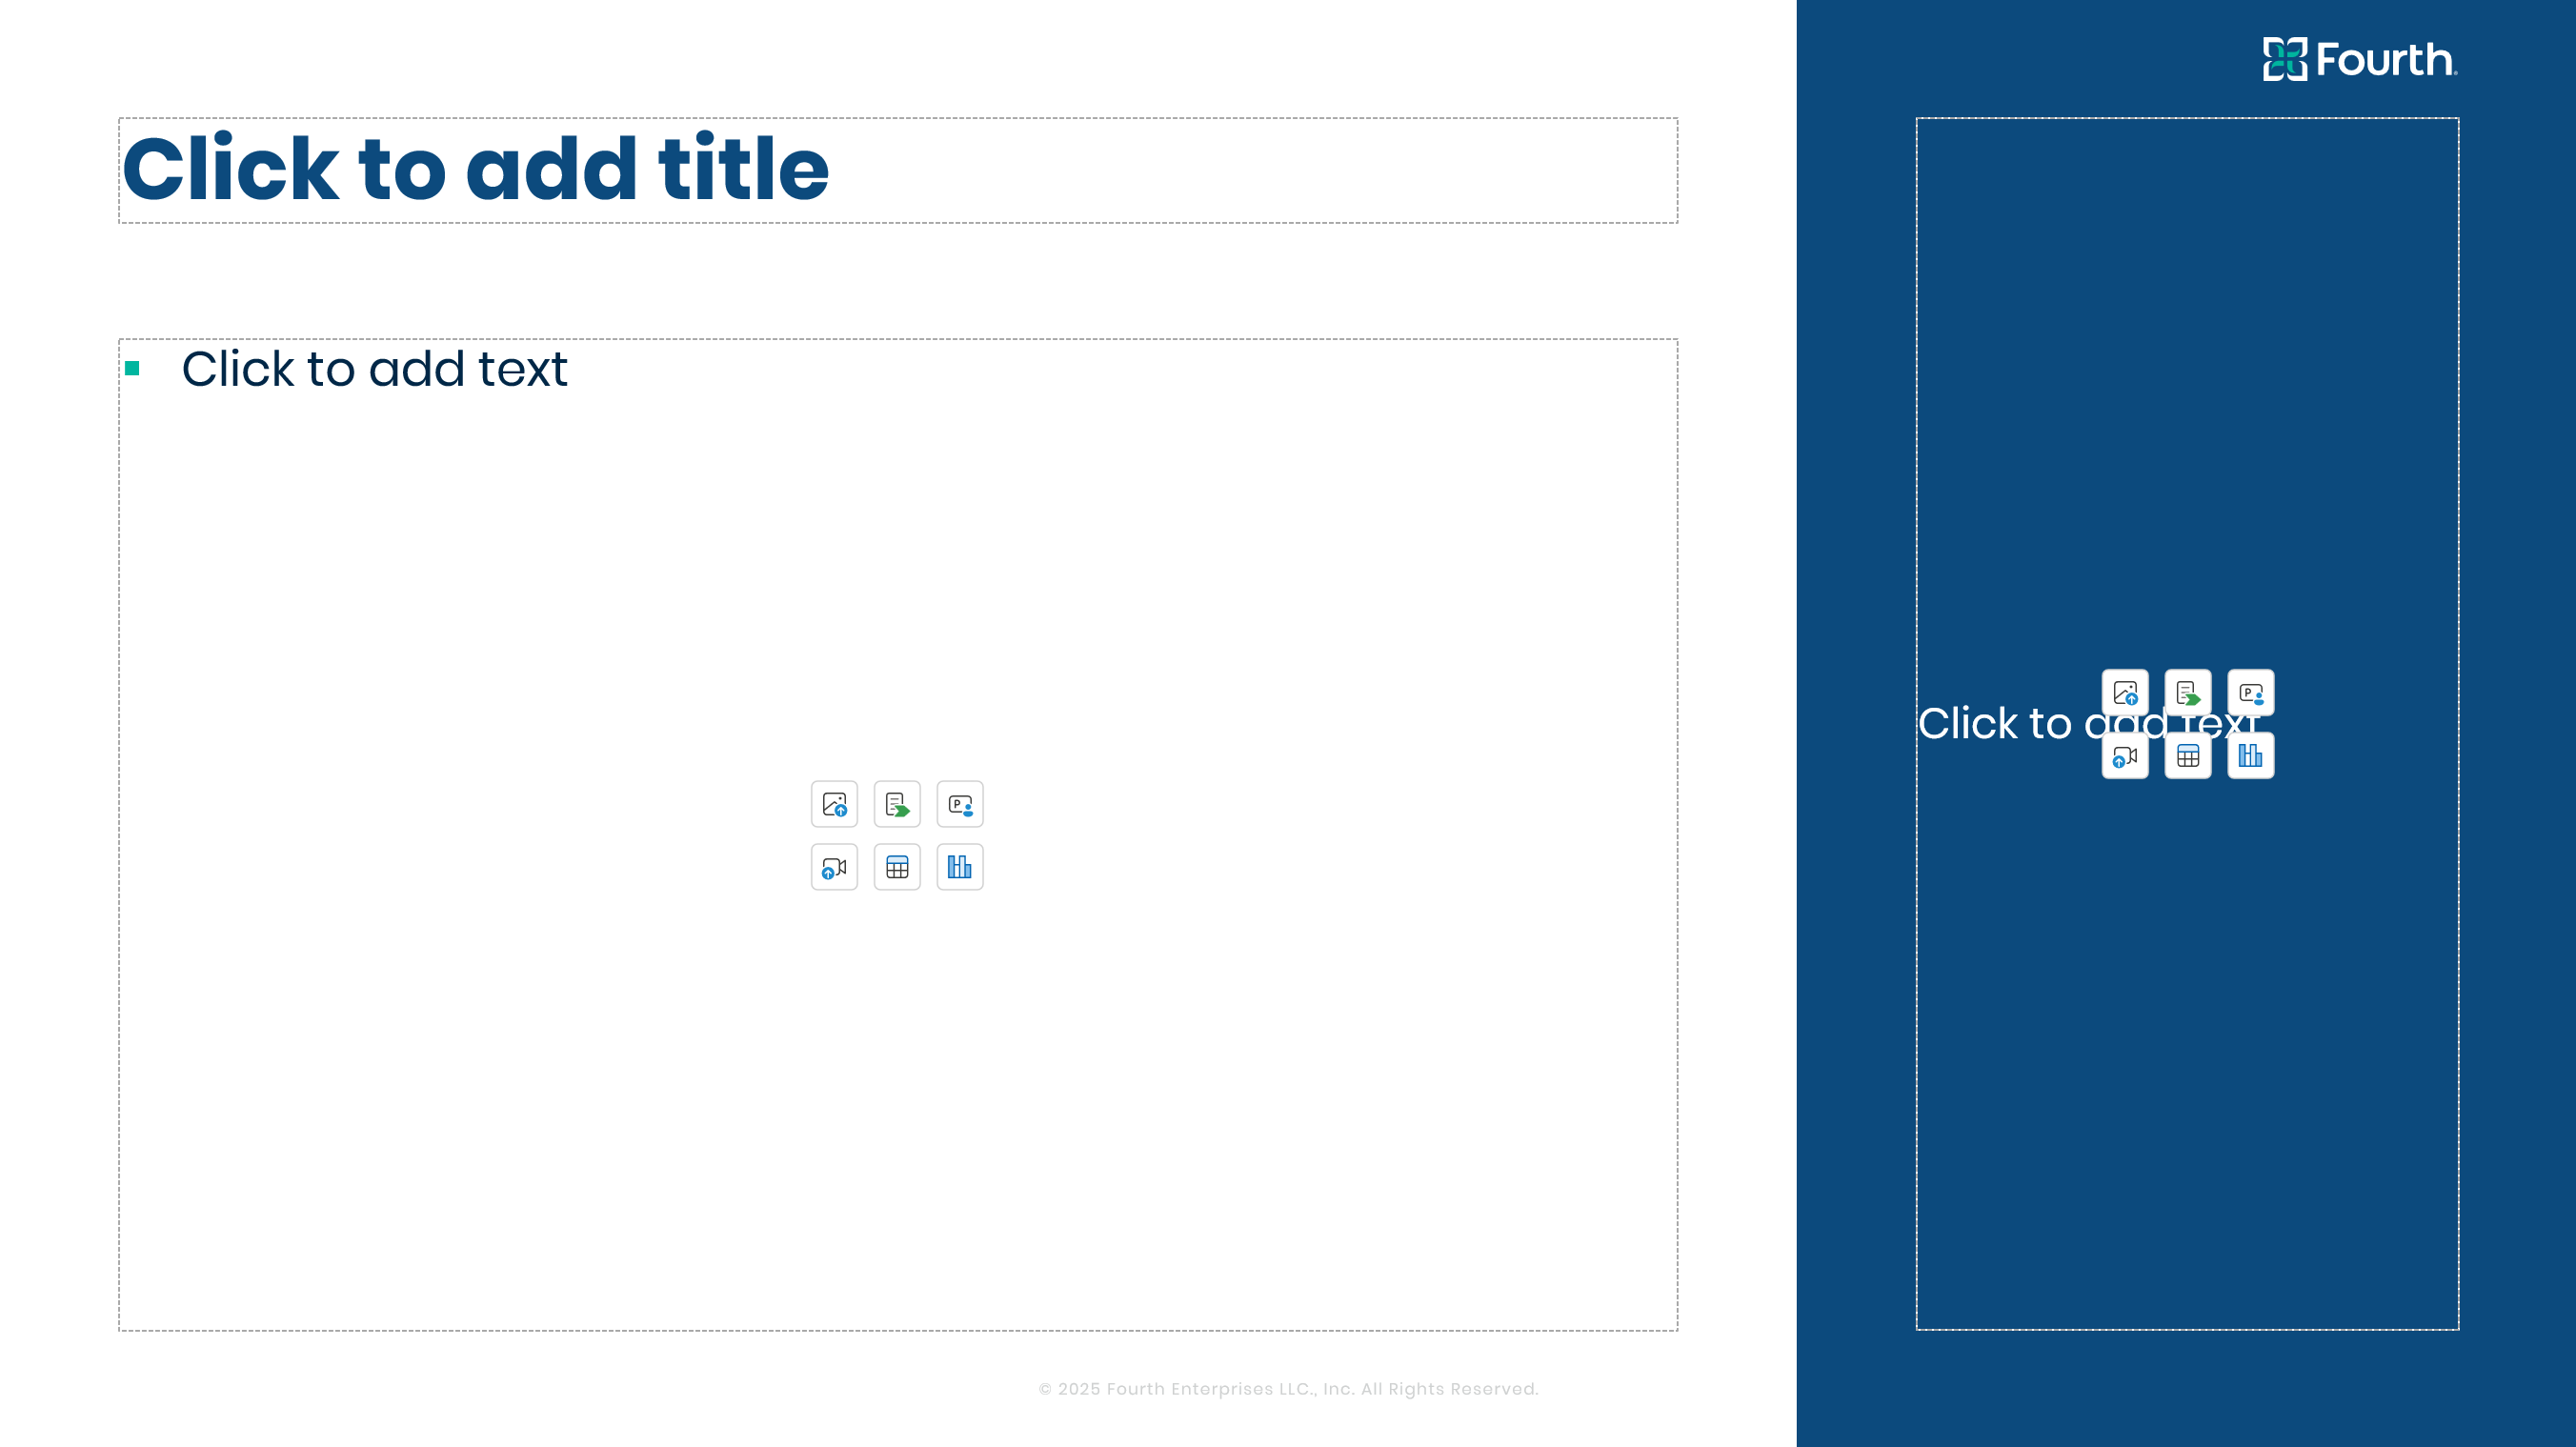 Click to add title
Click to add text
Fourth
Click to add text
P
P
© 2025 Fourth Enterprises LLC., Inc. All Rights Reserved.